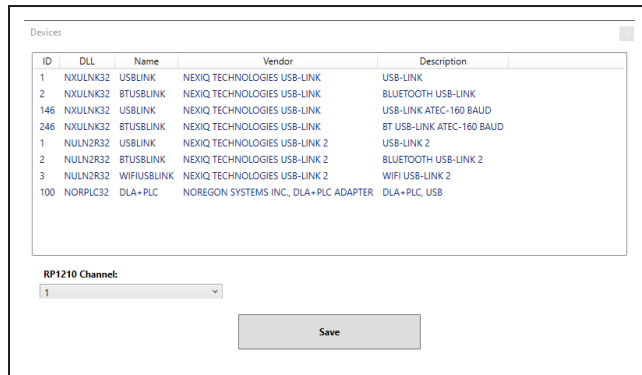 Devices
ID DLL Name Vendor Description
1 NXULNK32 USBLINK NEXIQ TECHNOLOGIES USB-LINK USB-LINK
2 NXULNK32 BTUSBLINK NEXIQ TECHNOLOGIES USB-LINK BLUETOOTH USB-LINK
146 NXULNK32 USBLINK NEXIQ TECHNOLOGIES USB-LINK USB-LINK ATEC-160 BAUD
246 NXULNK32 BTUSBLINK NEXIQ TECHNOLOGIES USB-LINK BT USB-LINK ATEC-160 BAUD
1 NULN2R32 USBLINK NEXIQ TECHNOLOGIES USB-LINK 2 USB-LINK 2
2 NULN2R32 BTUSBLINK NEXIQ TECHNOLOGIES USB-LINK 2 BLUETOOTH USB-LINK 2
3 NULN2R32 WIFIUSBLINK NEXIQ TECHNOLOGIES USB-LINK 2 WIFI USB-LINK 2
100 NORPLC32 DLA+PLC NOREGON SYSTEMS INC., DLA+PLC ADAPTER DLA+PLC, USB
RP1210 Channel:
1
Save